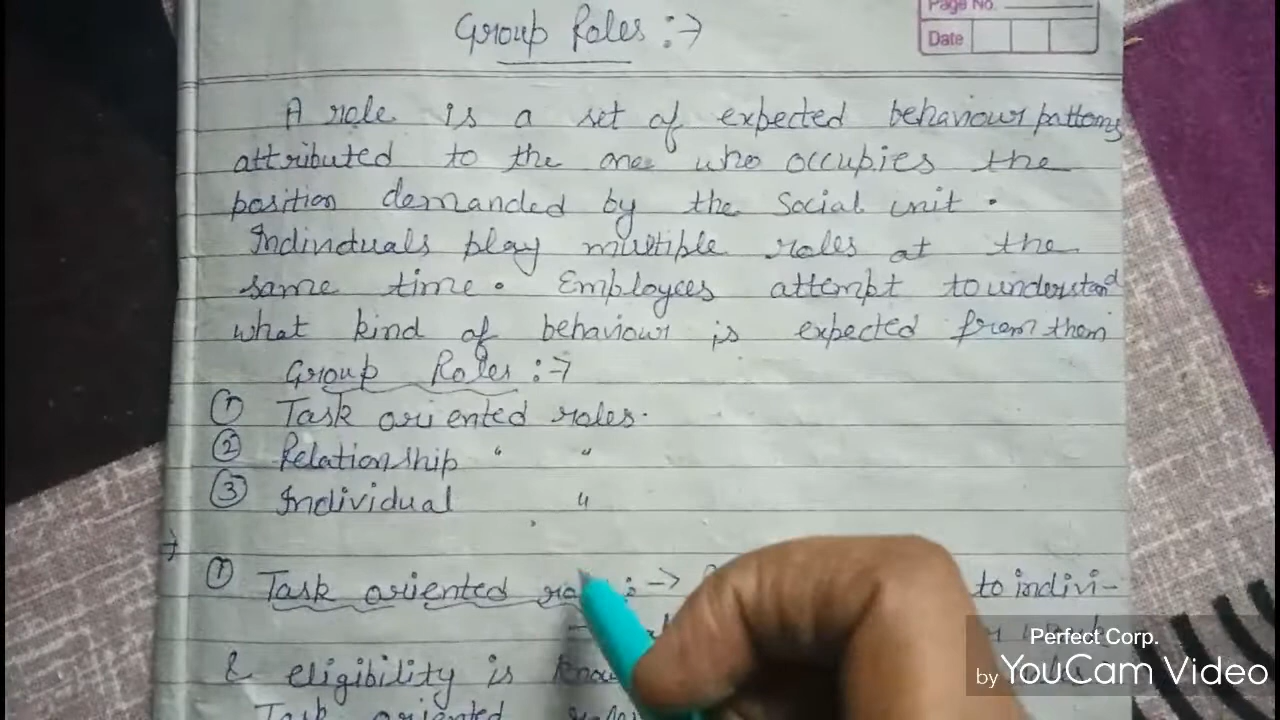 Page No.
Date
Group Roles :→
A role is a set of expected behaviour pattons
attributed to the one who occupies the
position demanded by the social unit.
Individuals play multiple roles at the
same time. Employees attempt to understand
what kind of behaviour is expected from them
Group Roles :→
① Task oriented roles.
② Relationship " "
③ Individual "
→
① Task oriented :→ to indivi-
& eligibility is
Task oriented roles
Perfect Corp.
by YouCam Video